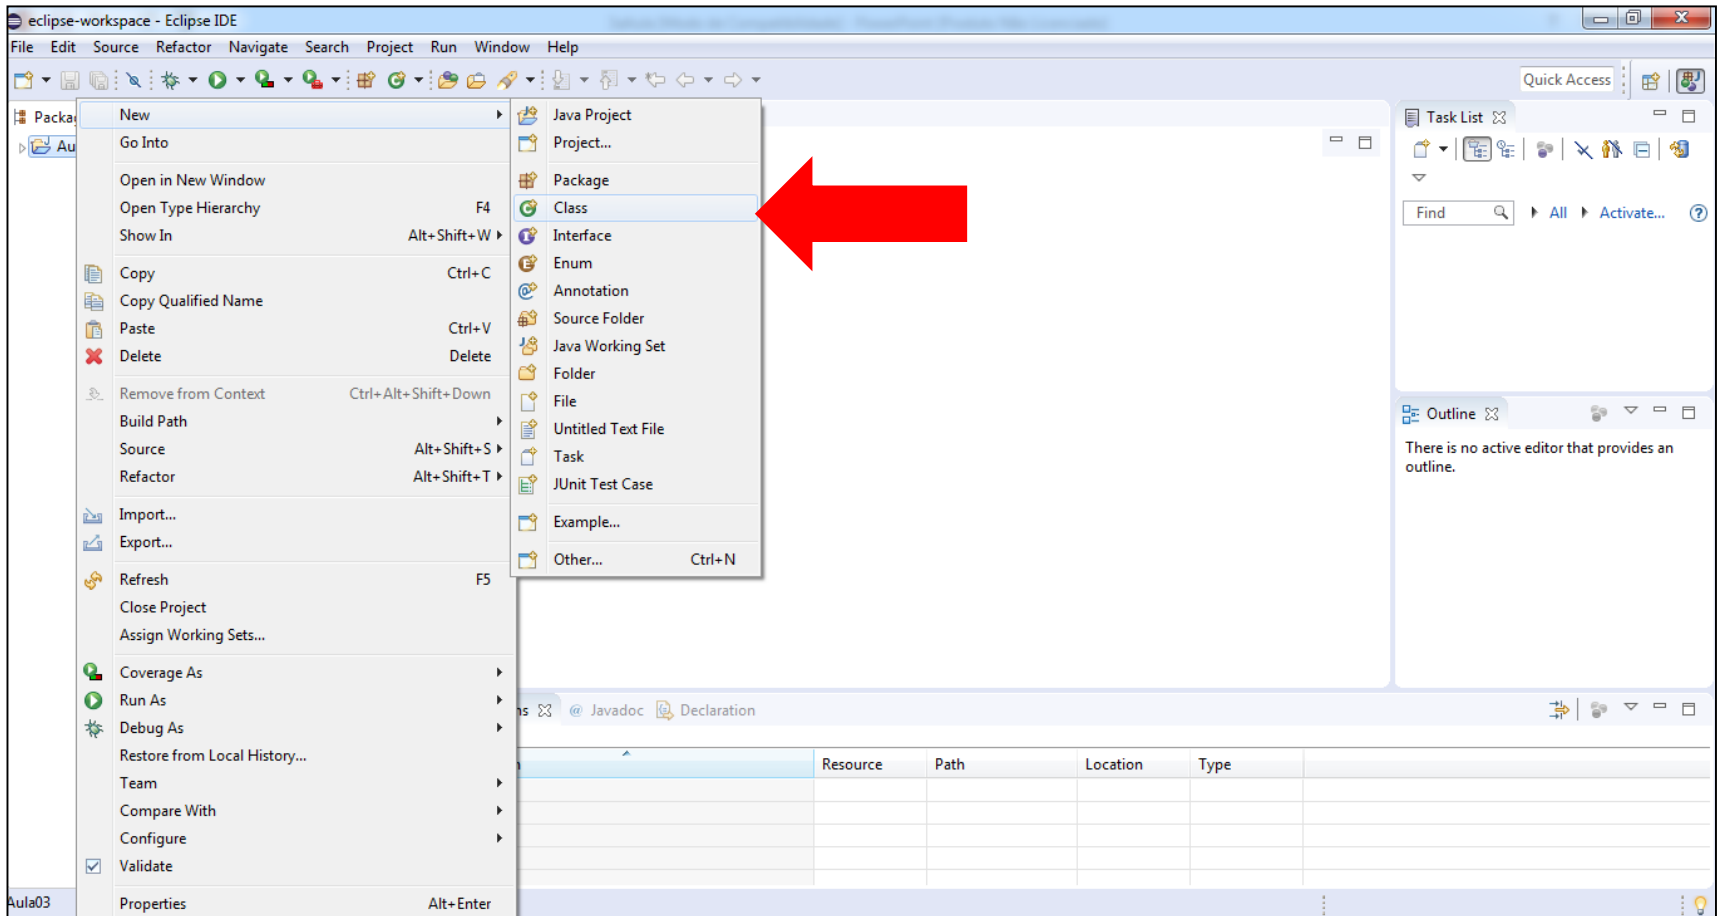 eclipse-workspace - Eclipse IDE
File Edit Source Refactor Navigate Search Project Run Window Help
Quick Access
Packa
Au
New
Go Into
Open in New Window
Open Type Hierarchy F4
Show In Alt+Shift+W
Copy Ctrl+C
Copy Qualified Name
Paste Ctrl+V
Delete Delete
Remove from Context Ctrl+Alt+Shift+Down
Build Path
Source Alt+Shift+S
Refactor Alt+Shift+T
Import...
Export...
Refresh F5
Close Project
Assign Working Sets...
Coverage As
Run As
Debug As
Restore from Local History...
Team
Compare With
Configure
Validate
Properties Alt+Enter
Java Project
Project...
Package
Class
Interface
Enum
Annotation
Source Folder
Java Working Set
Folder
File
Untitled Text File
Task
JUnit Test Case
Example...
Other... Ctrl+N
Task List
Find All Activate...
Outline
There is no active editor that provides an
outline.
ns @ Javadoc Declaration
Resource Path Location Type
Aula03